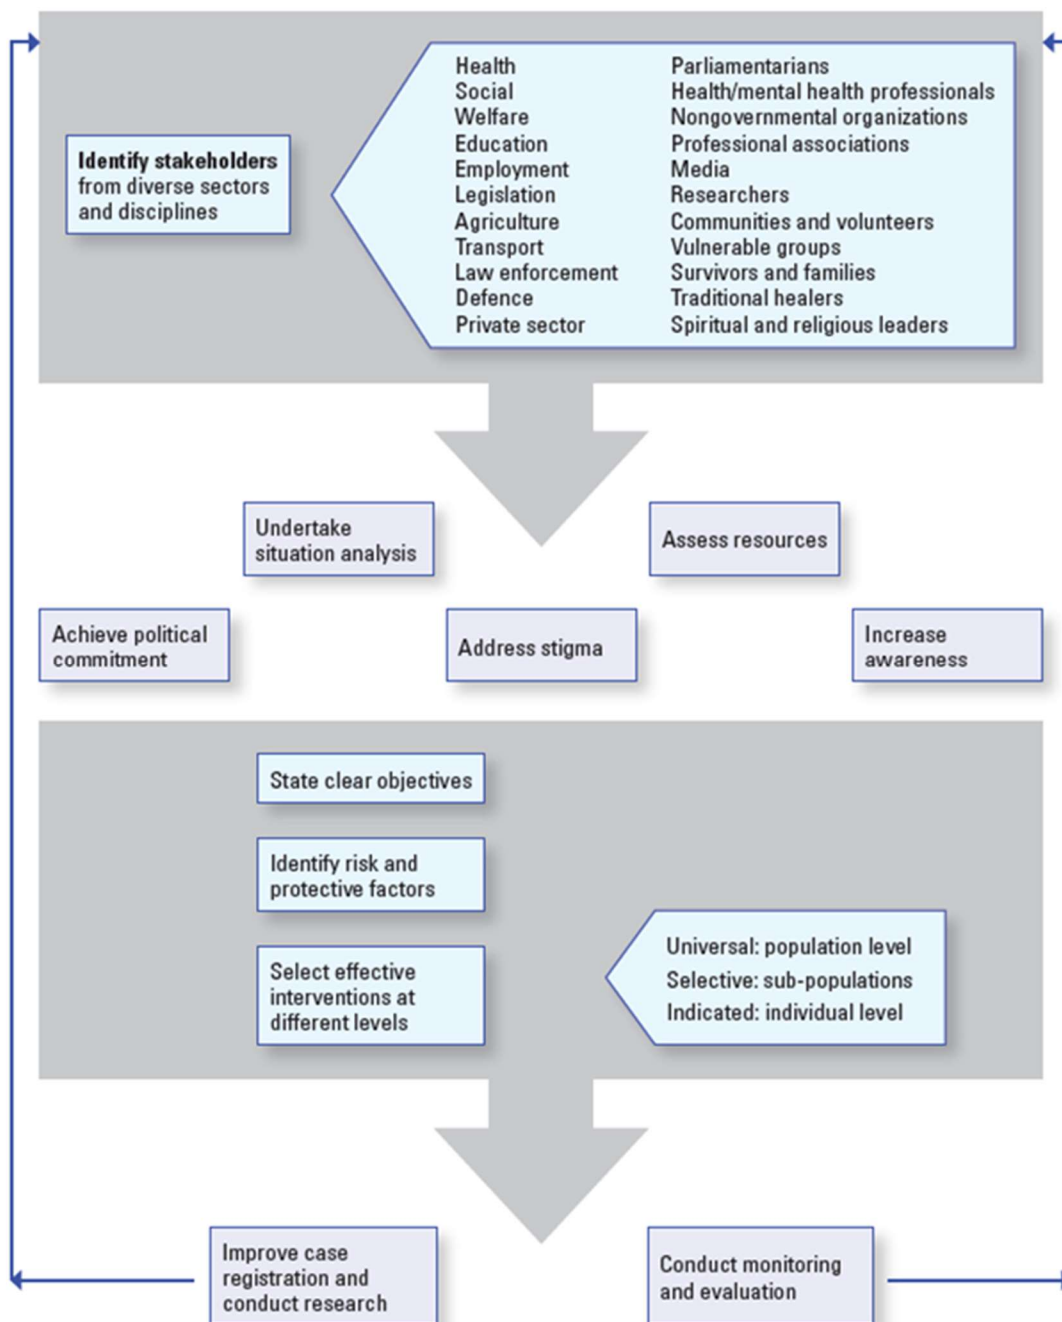 Identify stakeholders
from diverse sectors
and disciplines
Health
Social
Welfare
Education
Employment
Legislation
Agriculture
Transport
Law enforcement
Defence
Private sector
Parliamentarians
Health/mental health professionals
Nongovernmental organizations
Professional associations
Media
Researchers
Communities and volunteers
Vulnerable groups
Survivors and families
Traditional healers
Spiritual and religious leaders
Undertake
situation analysis
Assess resources
Achieve political
commitment
Address stigma
Increase
awareness
State clear objectives
Identify risk and
protective factors
Select effective
interventions at
different levels
Universal: population level
Selective: sub-populations
Indicated: individual level
Improve case
registration and
conduct research
Conduct monitoring
and evaluation